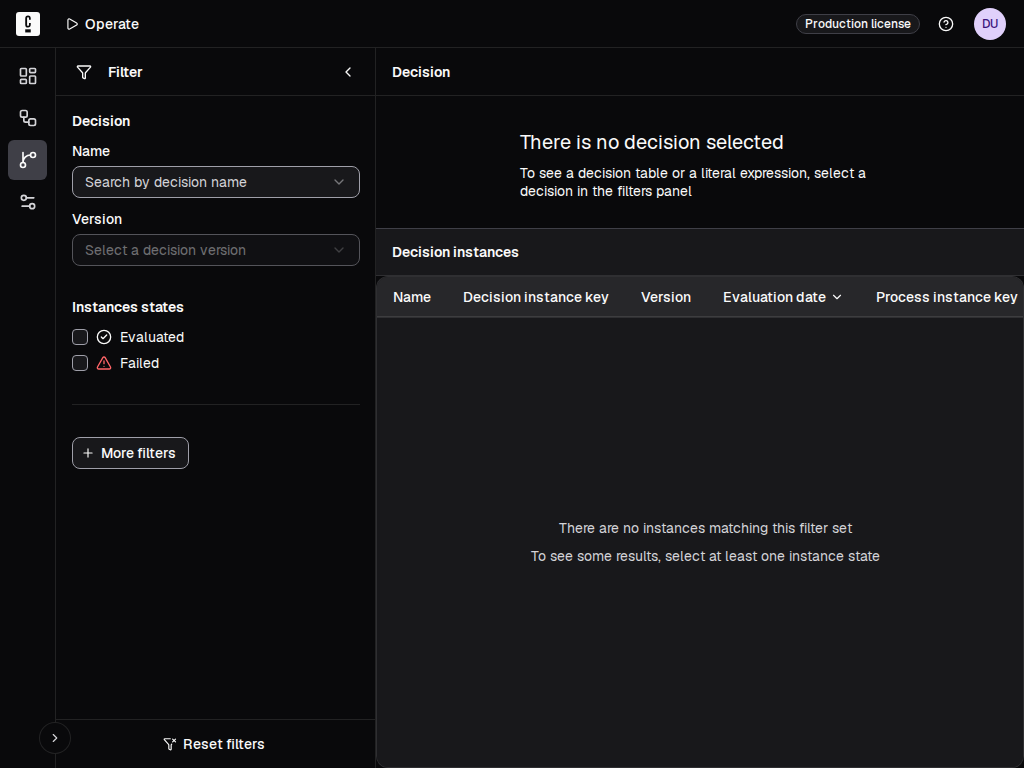 Operate
Production license
DU
Filter
Decision
Decision
Name
Search by decision name
Version
Select a decision version
Instances states
Evaluated
Failed
More filters
Reset filters
There is no decision selected
To see a decision table or a literal expression, select a
decision in the filters panel
Decision instances
Name Decision instance key Version Evaluation date Process instance key
There are no instances matching this filter set
To see some results, select at least one instance state